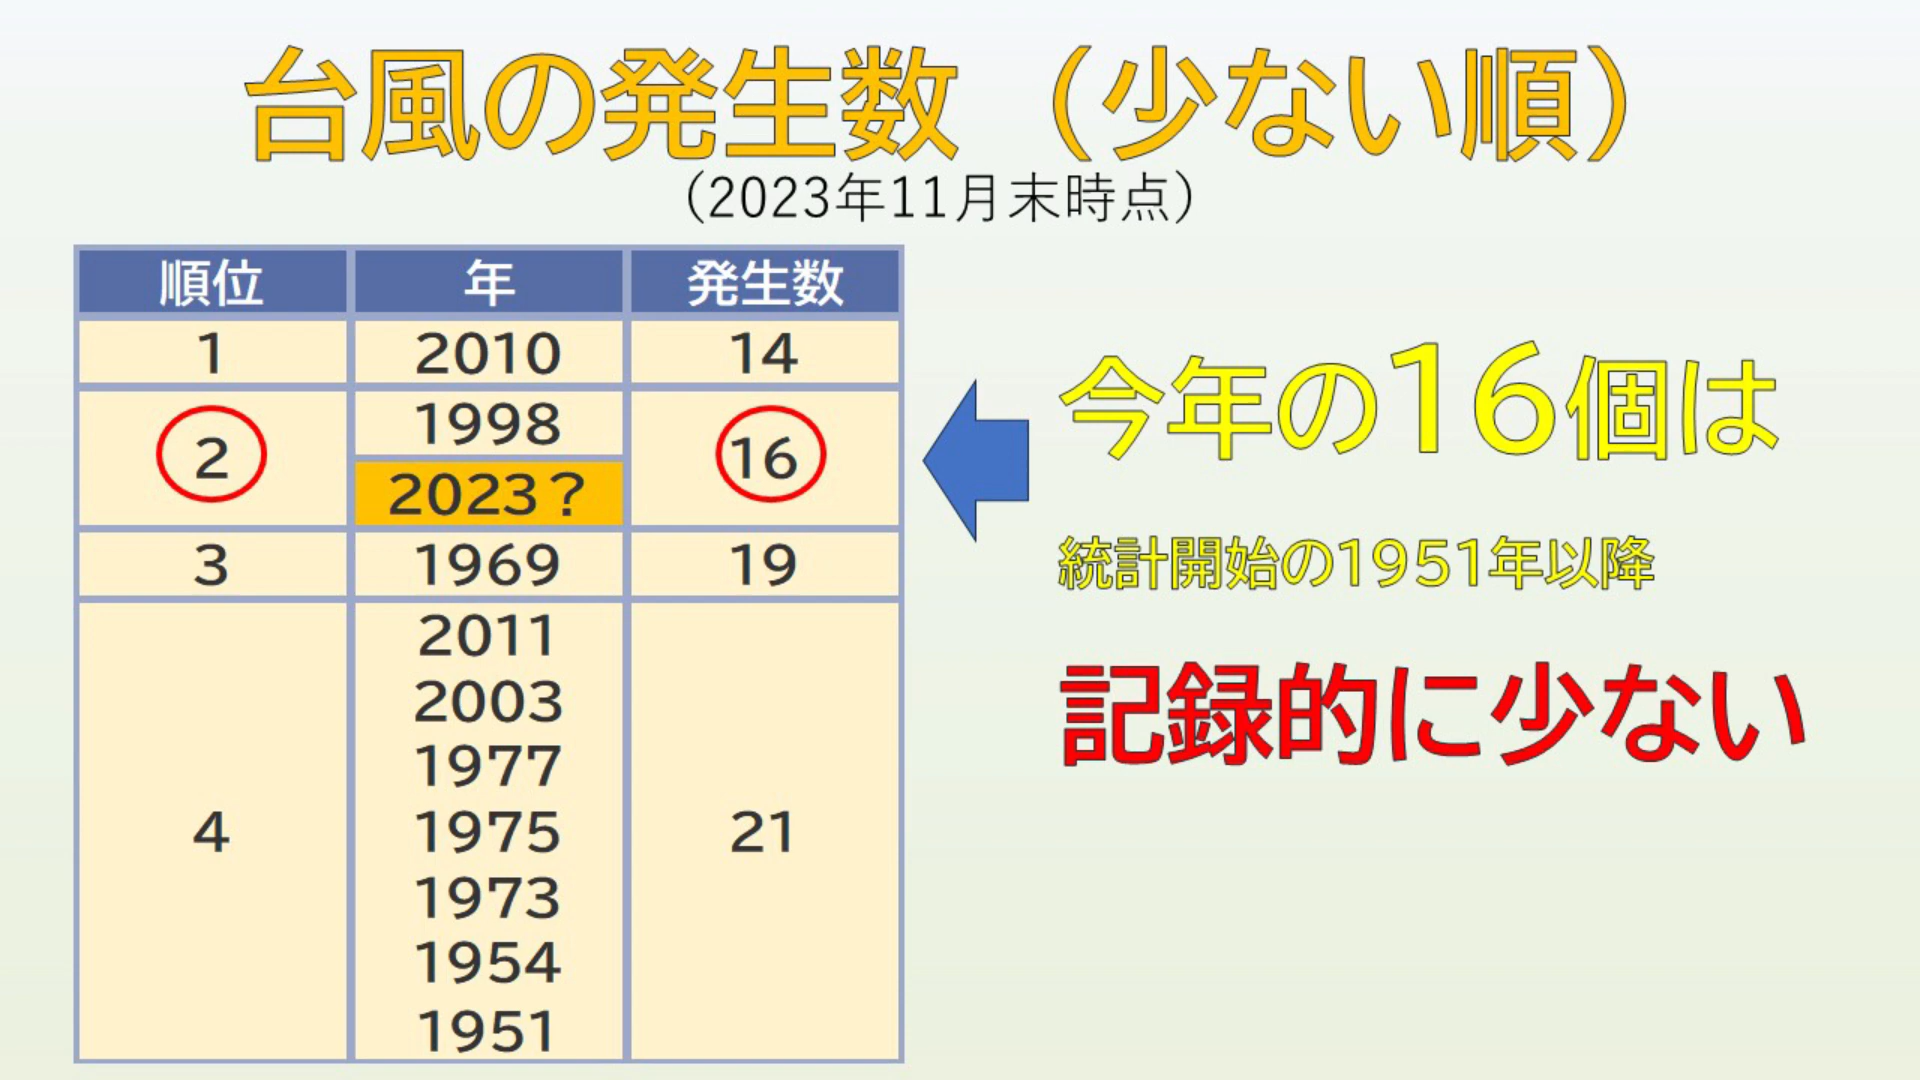 台風の発生数（少ない順）
（2023年11月末時点）
順位 年 発生数
1 2010 14
2 1998 16
2023？
3 1969 19
4 2011 21
2003
1977
1975
1973
1954
1951
今年の16個は
統計開始の1951年以降
記録的に少ない